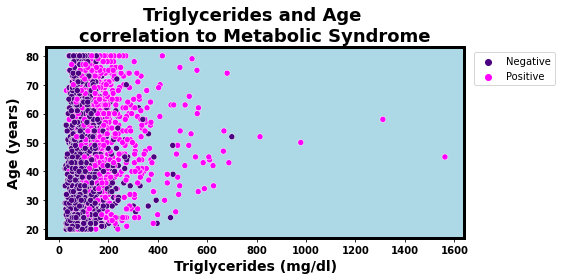 Triglycerides and Age
correlation to Metabolic Syndrome
Negative
Positive
Age (years)
80
70
60
50
40
30
20
0 200 400 600 800 1000 1200 1400 1600
Triglycerides (mg/dl)